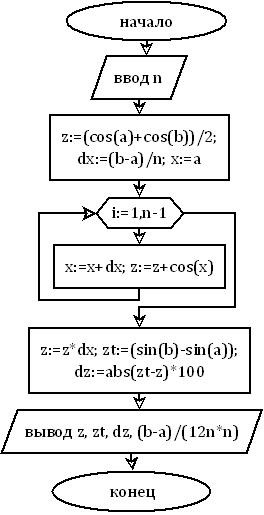 начало
ввод n
z:=(cos(a)+cos(b))/2;
dx:=(b-a)/n; x:=a
i:=1,n-1
x:=x+dx; z:=z+cos(x)
z:=z*dx; zt:=(sin(b)-sin(a));
dz:=abs(zt-z)*100
вывод z, zt, dz, (b-a)/(12n*n)
конец